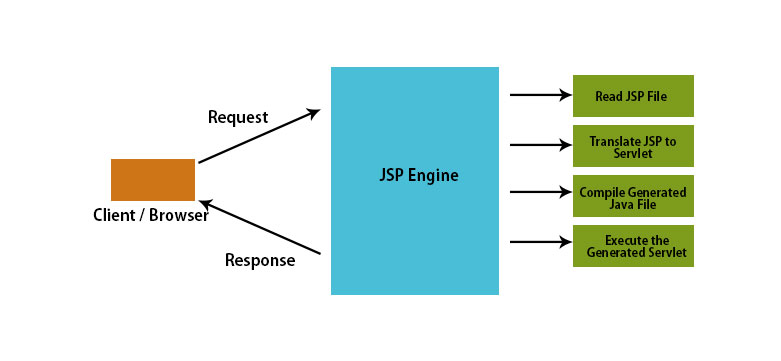 Request
Client / Browser
Response
JSP Engine
Read JSP File
Translate JSP to
Servlet
Compile Generated
Java File
Execute the
Generated Servlet